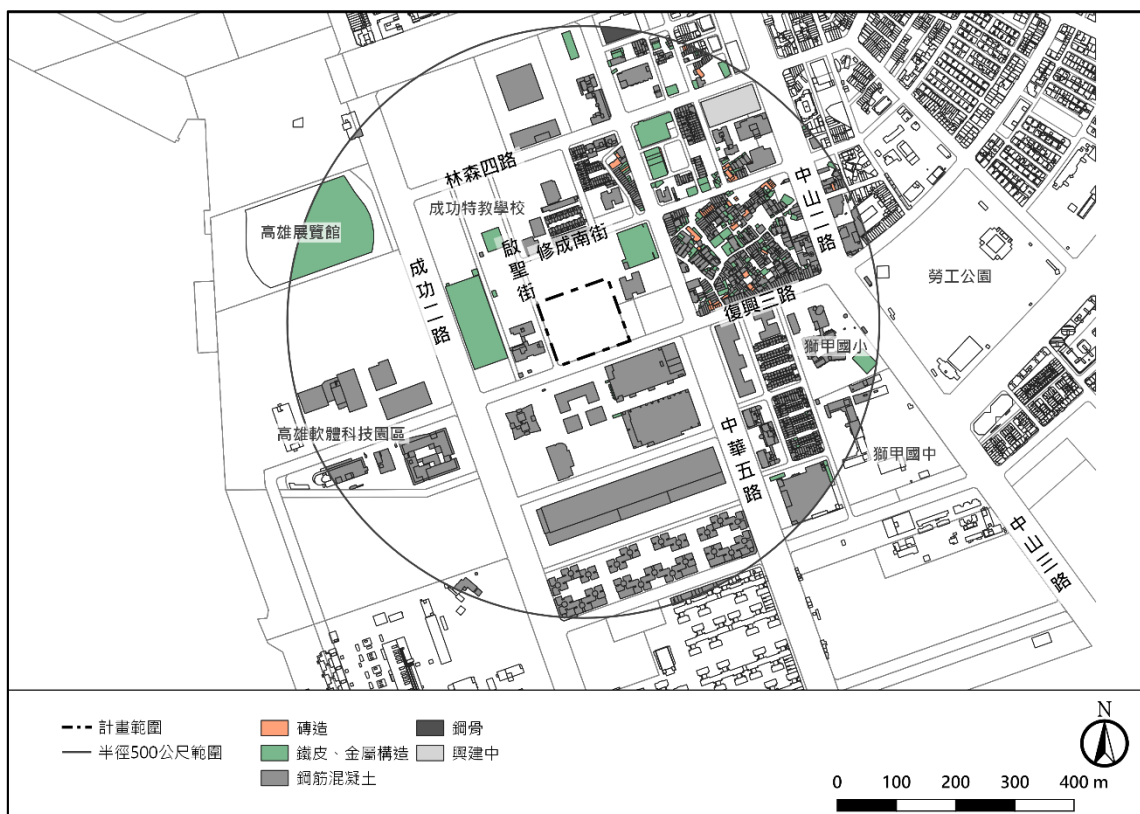 林森四路
成功特教學校
中山二路
高雄展覽館
修成南街
啟聖街
成功二路
勞工公園
復興三路
獅甲國小
高雄軟體科技園區
中華五路
獅甲國中
中山三路
計畫範圍
半徑500公尺範圍
磚造
鐵皮、金屬構造
鋼筋混凝土
鋼骨
興建中
N
0 100 200 300 400 m